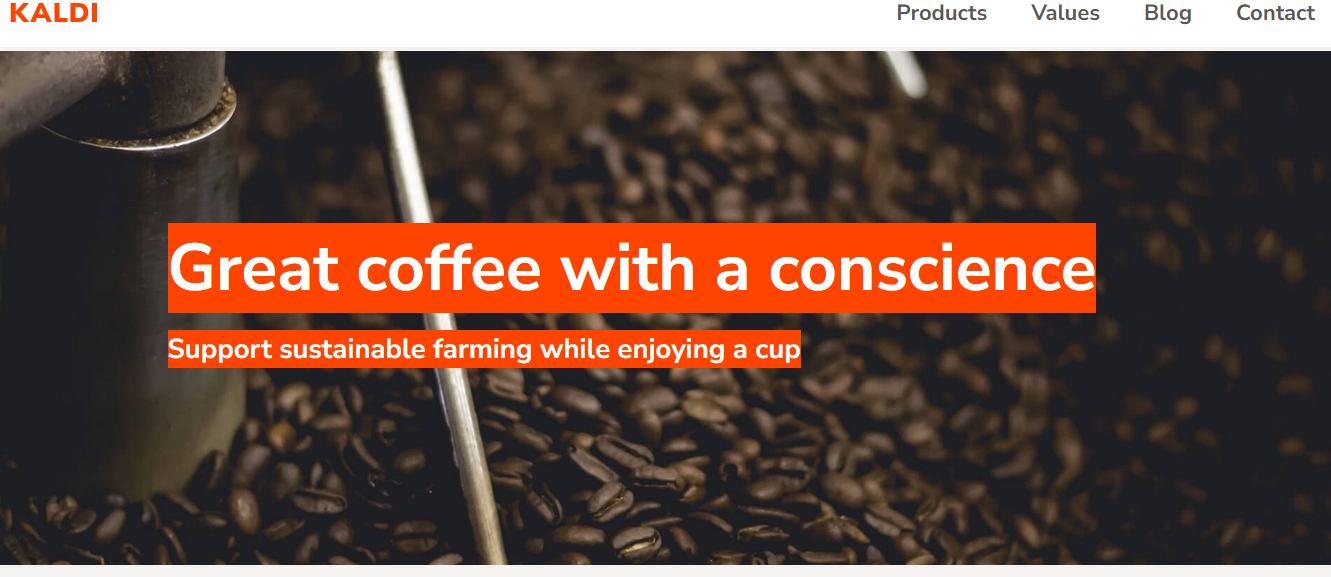 KALDI
Products Values Blog Contact
Great coffee with a conscience
Support sustainable farming while enjoying a cup